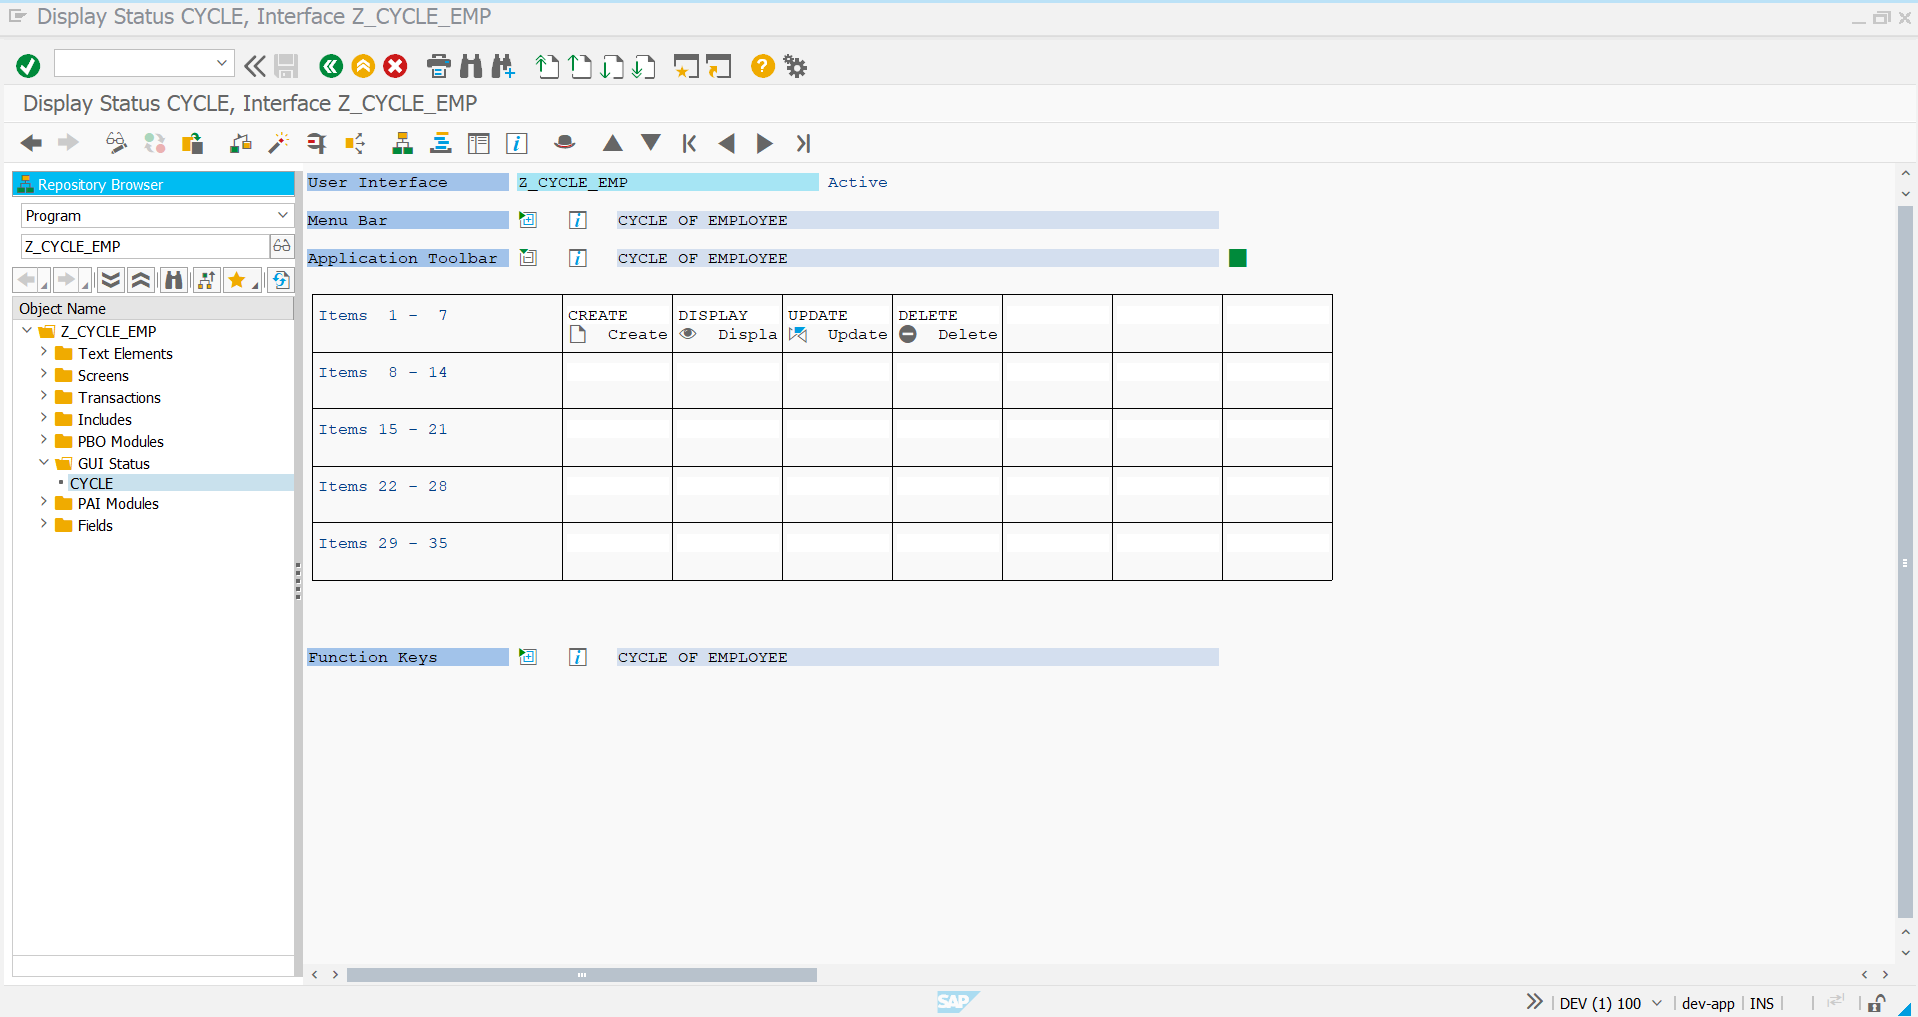 Display Status CYCLE, Interface Z_CYCLE_EMP
Display Status CYCLE, Interface Z_CYCLE_EMP
Repository Browser
Program
Z_CYCLE_EMP
Object Name
Z_CYCLE_EMP
Text Elements
Screens
Transactions
Includes
PBO Modules
GUI Status
CYCLE
PAI Modules
Fields
User Interface Z_CYCLE_EMP Active
Menu Bar CYCLE OF EMPLOYEE
Application Toolbar CYCLE OF EMPLOYEE
Items 1 - 7 CREATE DISPLAY UPDATE DELETE
Create Displa Update Delete
Items 8 - 14
Items 15 - 21
Items 22 - 28
Items 29 - 35
Function Keys CYCLE OF EMPLOYEE
SAP
DEV (1) 100 dev-app INS